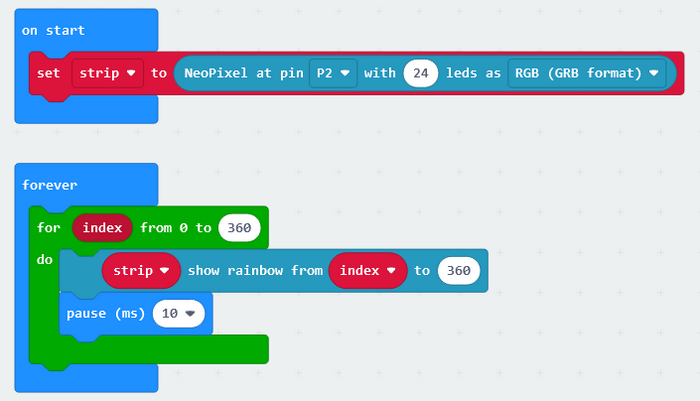 on start
set strip to NeoPixel at pin P2 with 24 leds as RGB (GRB format)
forever
for index from 0 to 360
do
strip show rainbow from index to 360
pause (ms) 10